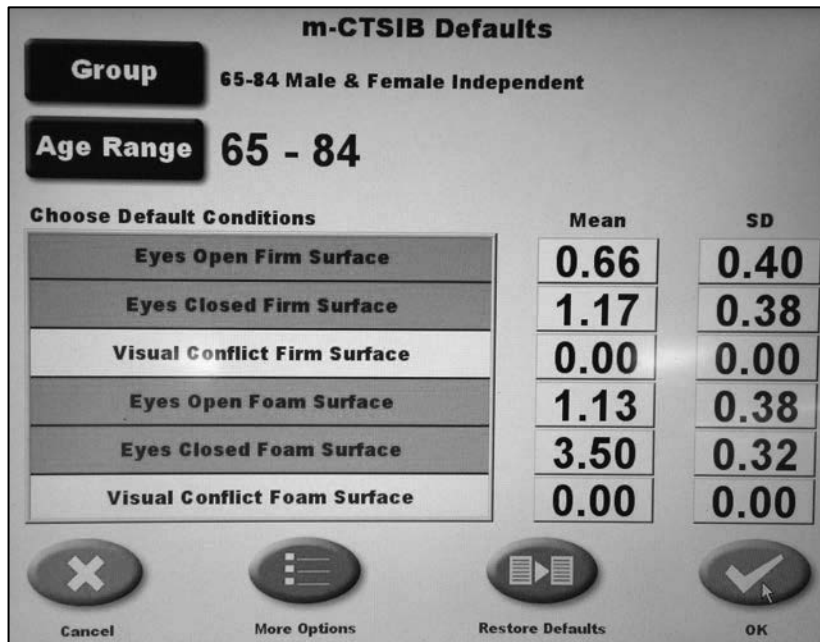 m-CTSIB Defaults
Group 65-84 Male & Female Independent
Age Range 65 - 84
Choose Default Conditions Mean SD
Eyes Open Firm Surface 0.66 0.40
Eyes Closed Firm Surface 1.17 0.38
Visual Conflict Firm Surface 0.00 0.00
Eyes Open Foam Surface 1.13 0.38
Eyes Closed Foam Surface 3.50 0.32
Visual Conflict Foam Surface 0.00 0.00
Cancel More Options Restore Defaults OK